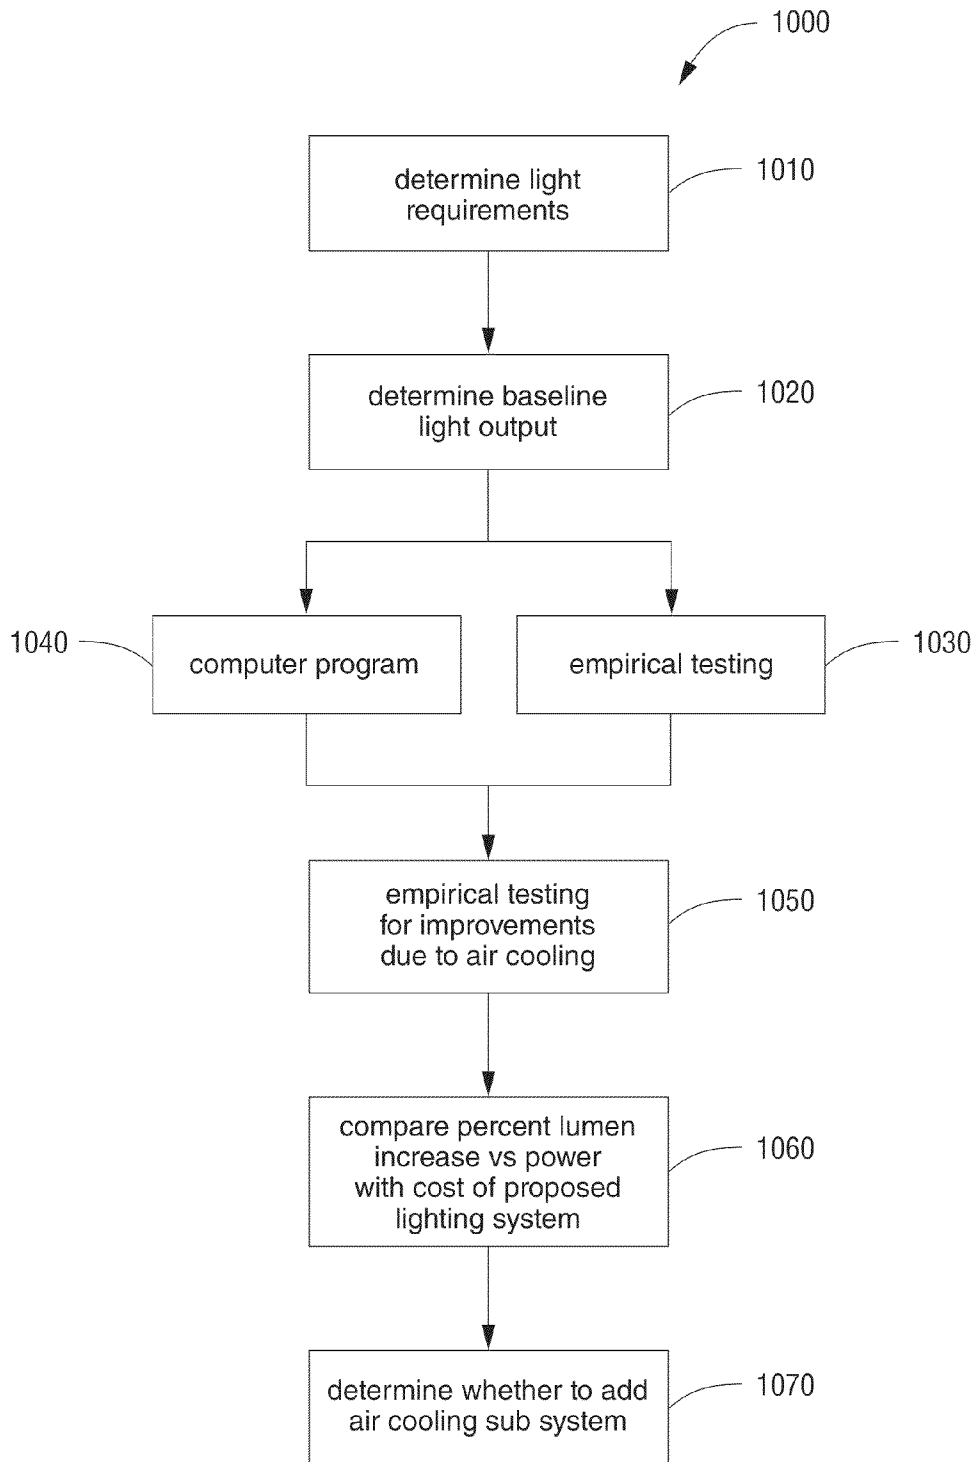 1000
determine light
requirements
1010
determine baseline
light output
1020
1040
computer program
empirical testing
1030
empirical testing
for improvements
due to air cooling
1050
compare percent lumen
increase vs power
with cost of proposed
lighting system
1060
determine whether to add
air cooling sub system
1070